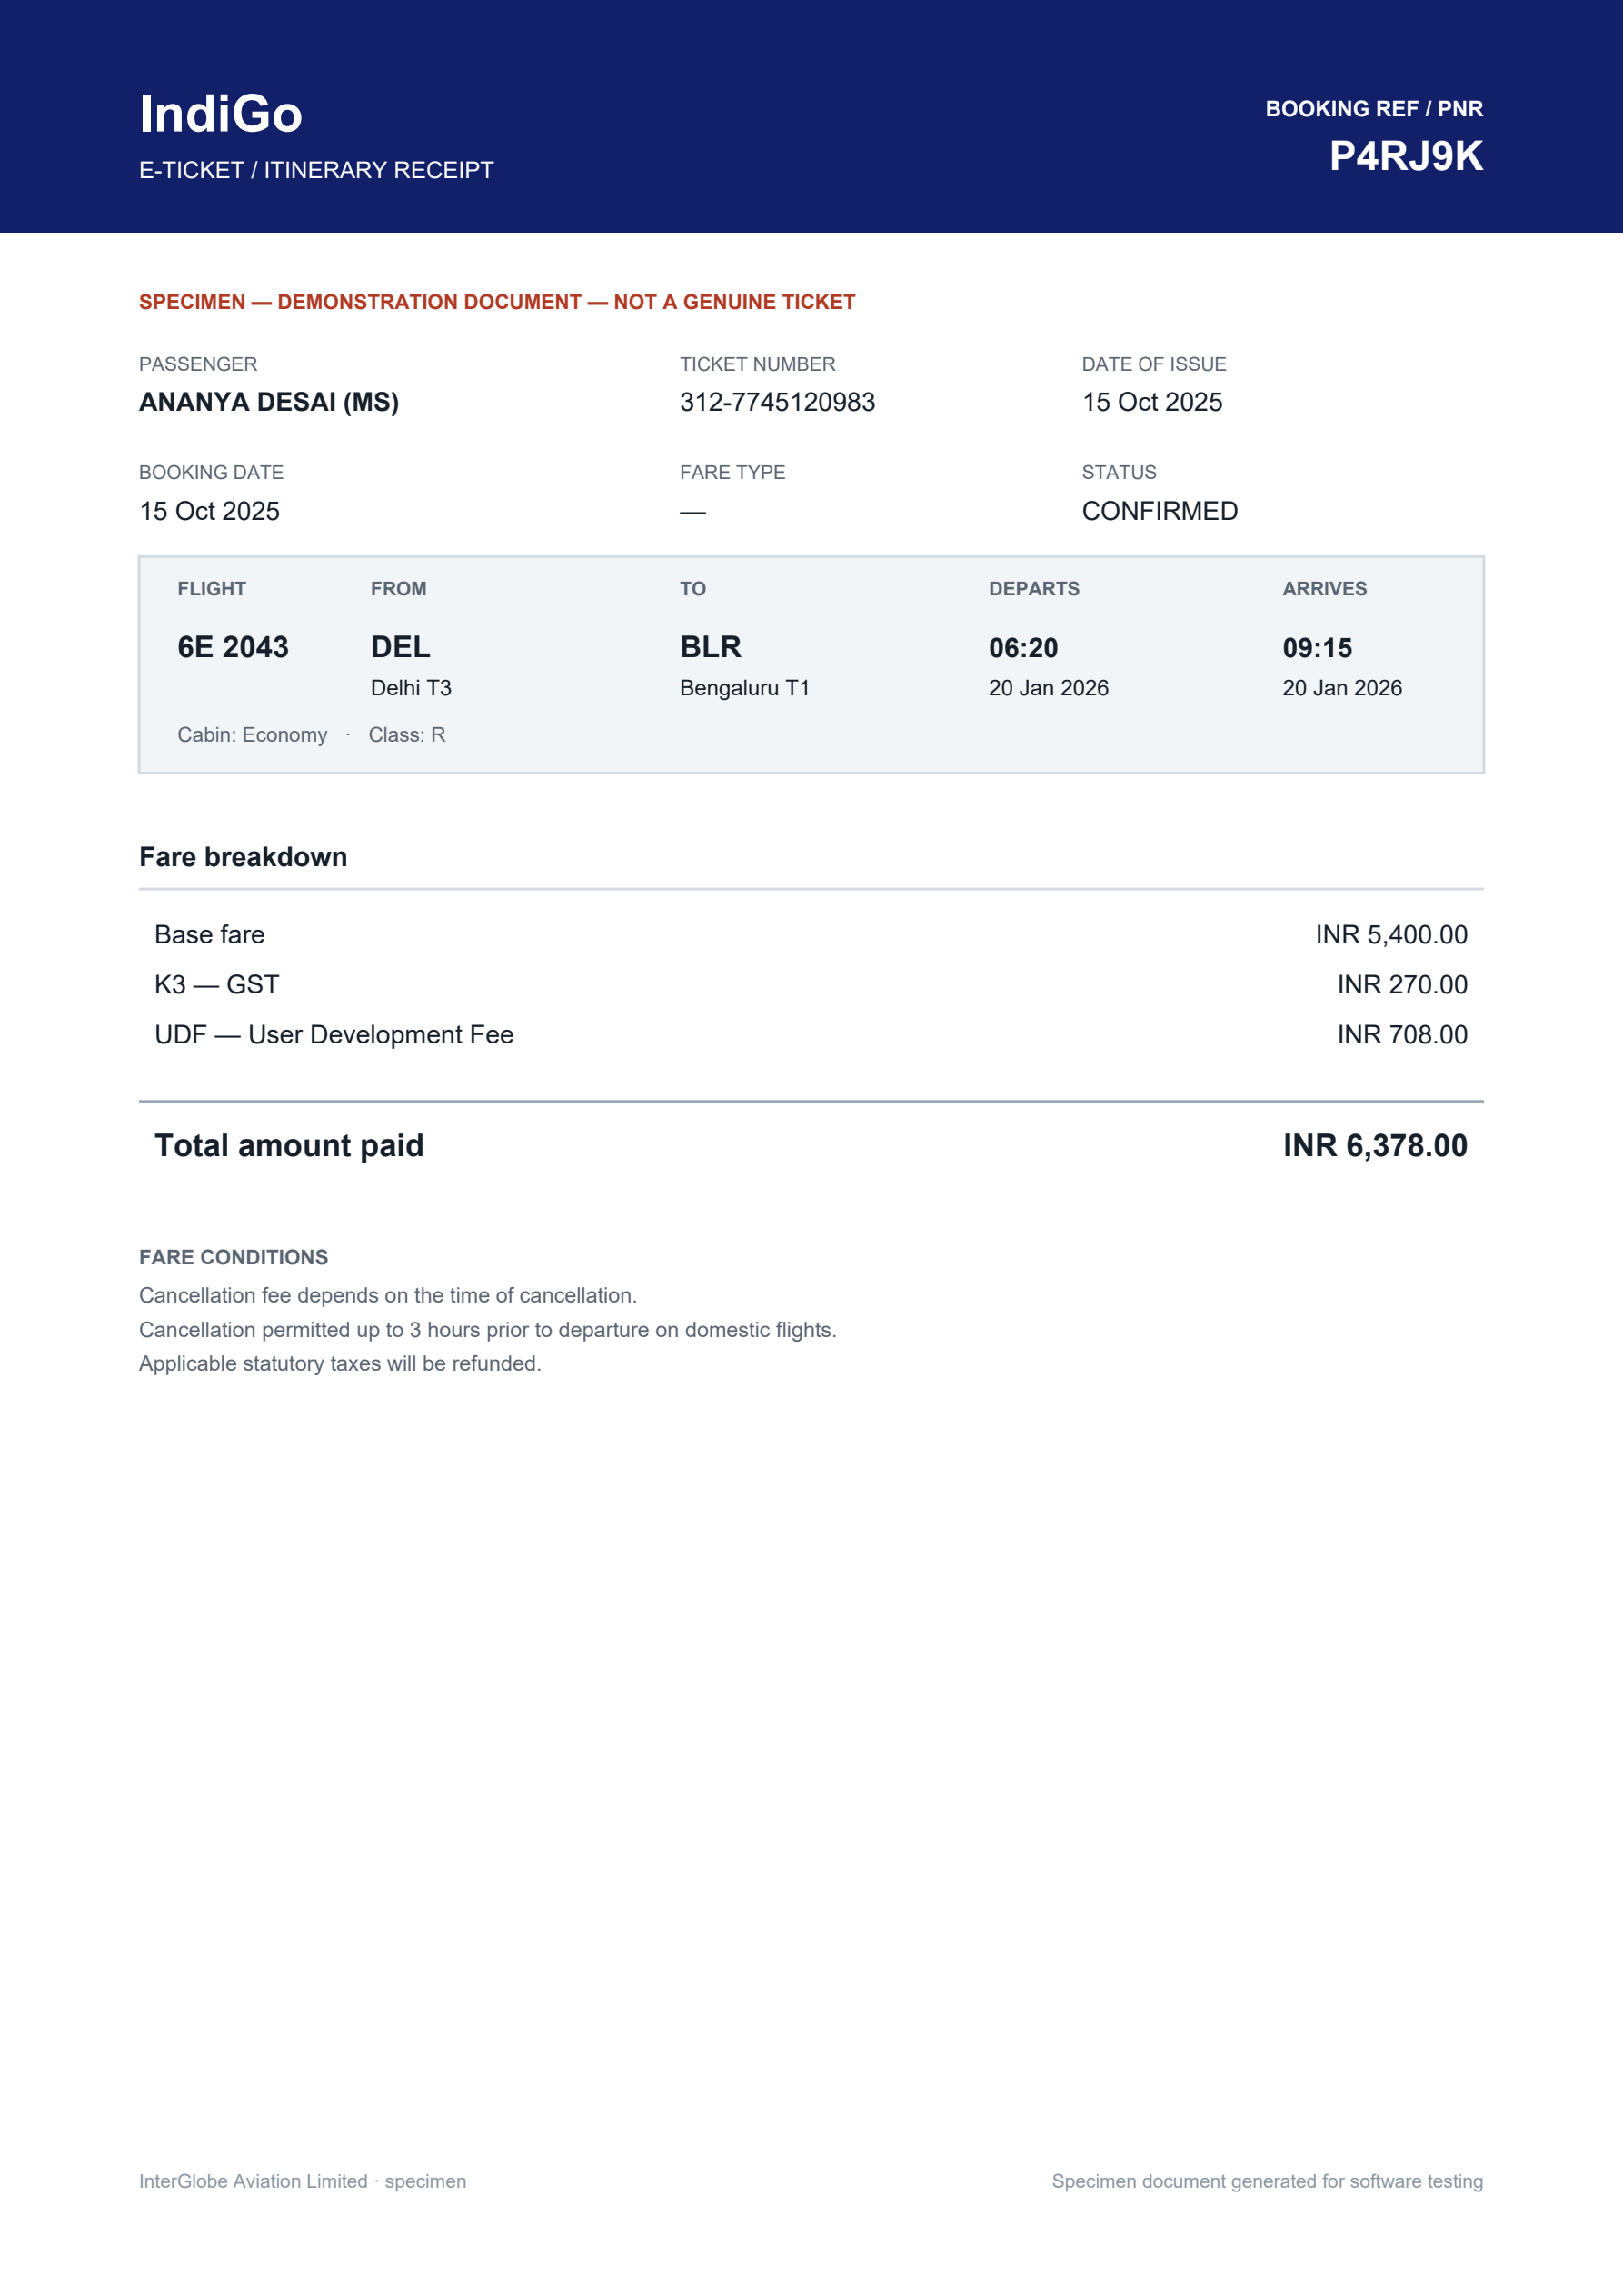 IndiGo
E-TICKET / ITINERARY RECEIPT
BOOKING REF / PNR
P4RJ9K
SPECIMEN — DEMONSTRATION DOCUMENT — NOT A GENUINE TICKET
PASSENGER TICKET NUMBER DATE OF ISSUE
ANANYA DESAI (MS) 312-7745120983 15 Oct 2025
BOOKING DATE FARE TYPE STATUS
15 Oct 2025 — CONFIRMED
FLIGHT FROM TO DEPARTS ARRIVES
6E 2043 DEL BLR 06:20 09:15
Delhi T3 Bengaluru T1 20 Jan 2026 20 Jan 2026
Cabin: Economy · Class: R
Fare breakdown
Base fare INR 5,400.00
K3 — GST INR 270.00
UDF — User Development Fee INR 708.00
Total amount paid INR 6,378.00
FARE CONDITIONS
Cancellation fee depends on the time of cancellation.
Cancellation permitted up to 3 hours prior to departure on domestic flights.
Applicable statutory taxes will be refunded.
InterGlobe Aviation Limited · specimen Specimen document generated for software testing